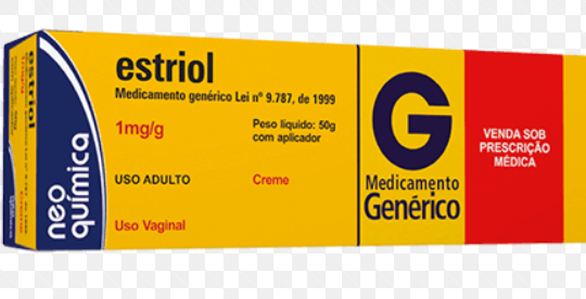 estriol
neo
química
estriol
Medicamento genérico Lei nº 9.787, de 1999
1mg/g
Peso líquido: 50g
com aplicador
USO ADULTO
Creme
Uso Vaginal
G
Medicamento
Genérico
VENDA SOB
PRESCRIÇÃO
MÉDICA